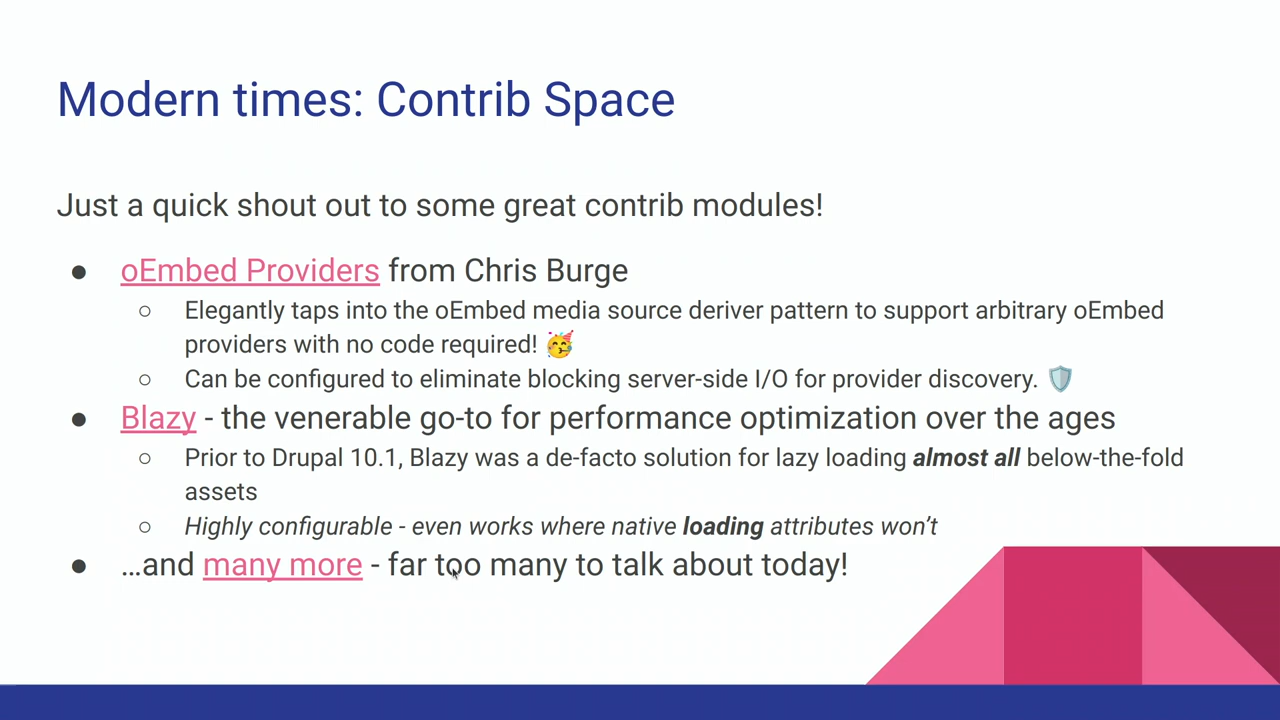 Modern times: Contrib Space
Just a quick shout out to some great contrib modules!
● oEmbed Providers from Chris Burge
○ Elegantly taps into the oEmbed media source deriver pattern to support arbitrary oEmbed
providers with no code required! 🥳
○ Can be configured to eliminate blocking server-side I/O for provider discovery. 🛡️
● Blazy - the venerable go-to for performance optimization over the ages
○ Prior to Drupal 10.1, Blazy was a de-facto solution for lazy loading almost all below-the-fold
assets
○ Highly configurable - even works where native loading attributes won’t
● …and many more - far too many to talk about today!